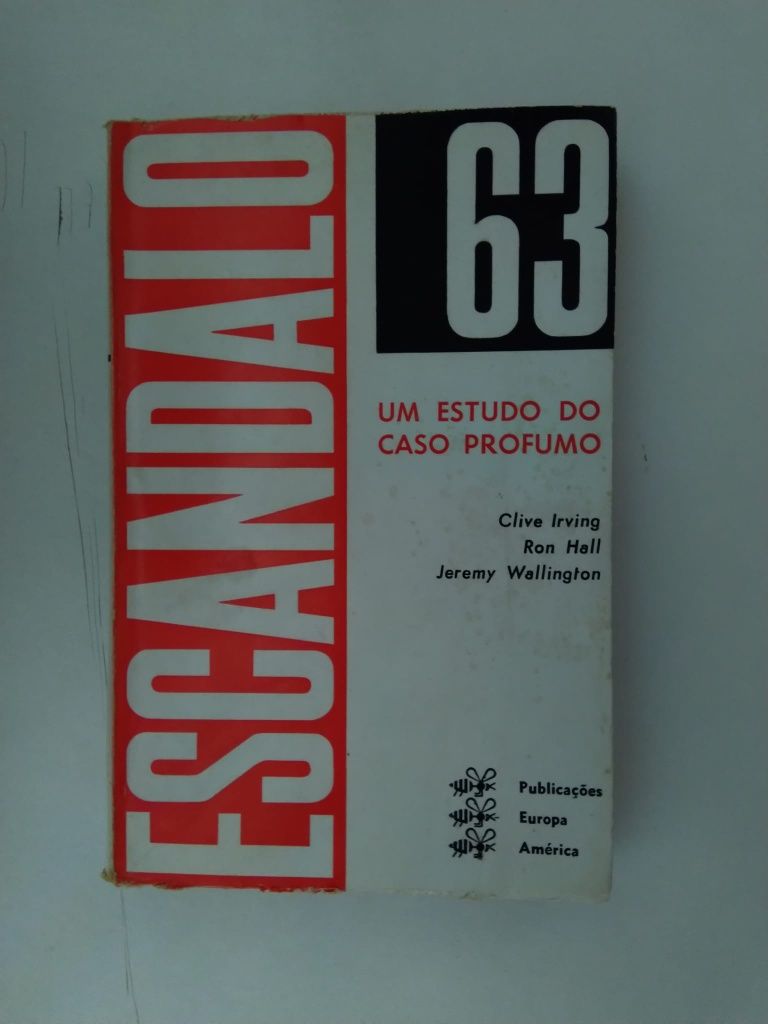 ESCANDALO
63
UM ESTUDO DO
CASO PROFUMO
Clive Irving
Ron Hall
Jeremy Wallington
Publicações
Europa
América